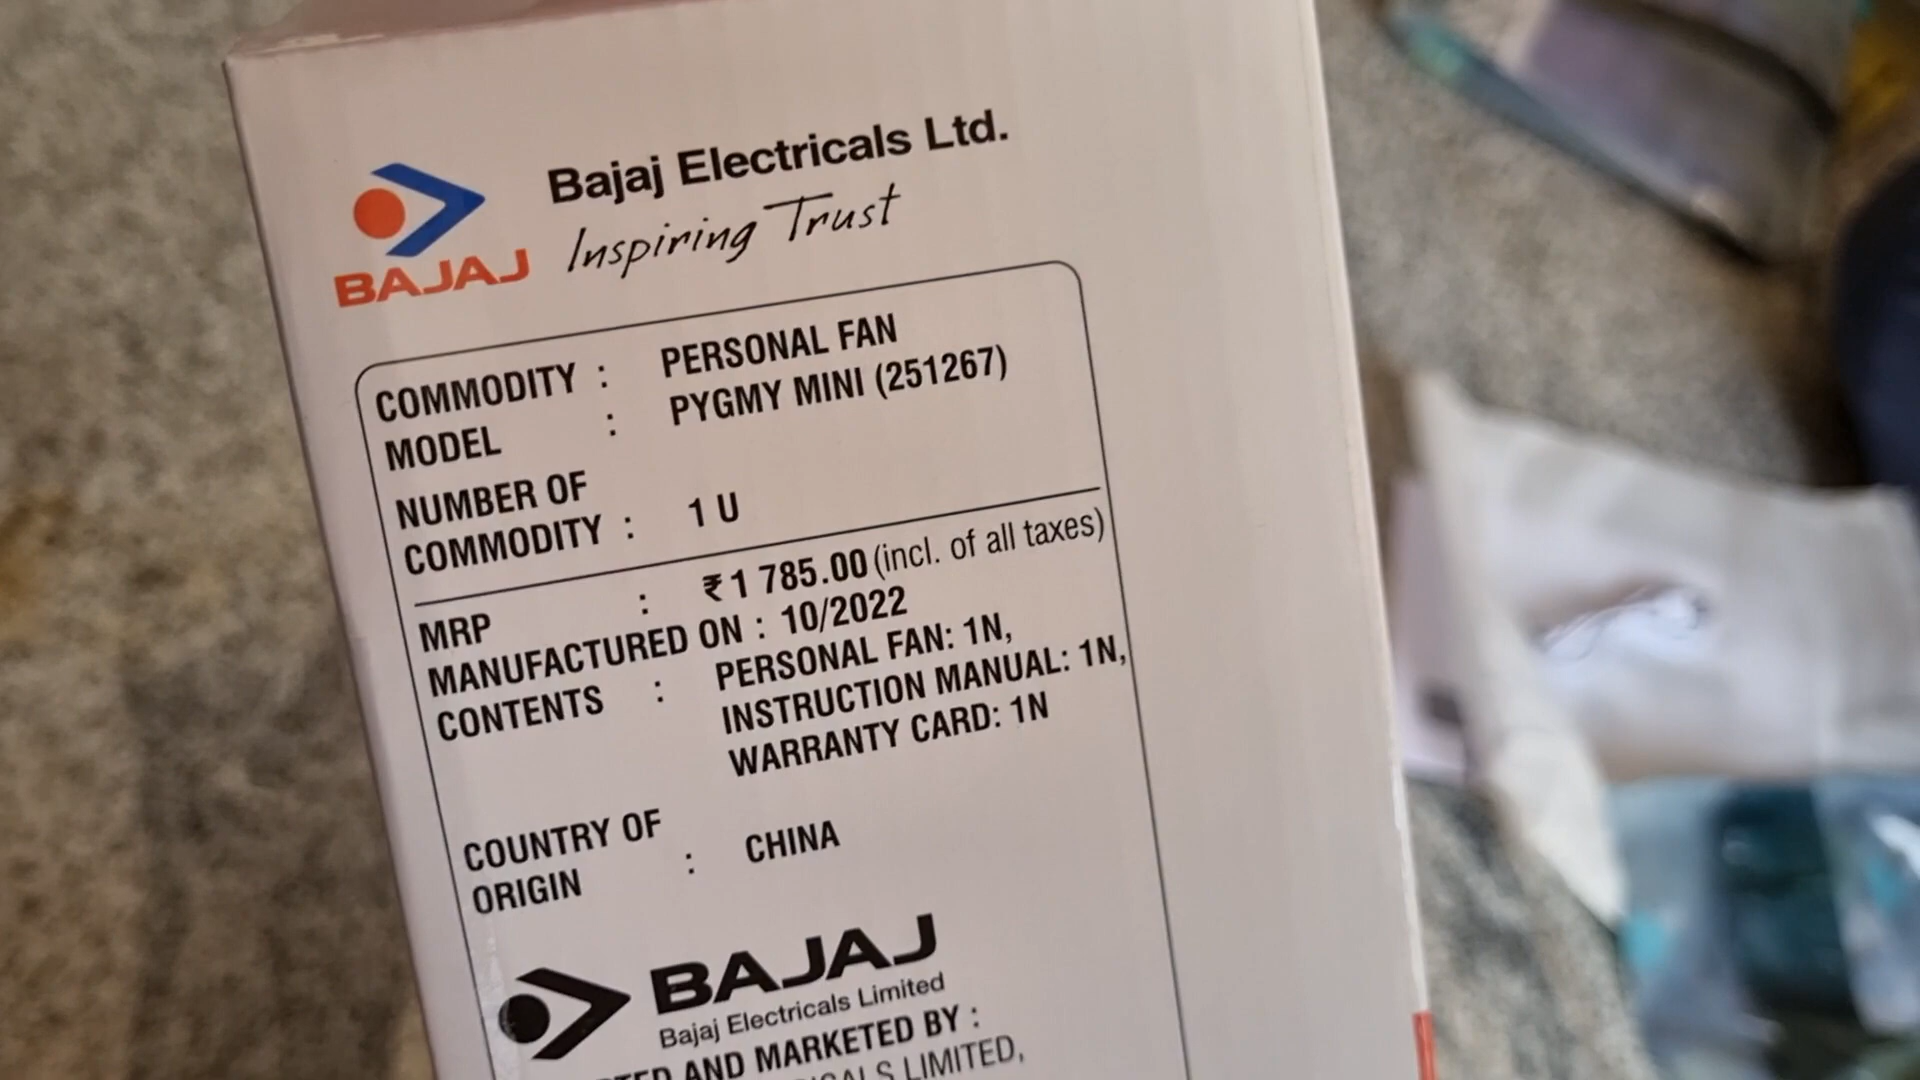 Bajaj Electricals Ltd.
Inspiring Trust
BAJAJ
COMMODITY : PERSONAL FAN
MODEL : PYGMY MINI (251267)
NUMBER OF
COMMODITY : 1 U
MRP : ₹ 1 785.00 (incl. of all taxes)
MANUFACTURED ON : 10/2022
CONTENTS : PERSONAL FAN: 1N,
INSTRUCTION MANUAL: 1N,
WARRANTY CARD: 1N
COUNTRY OF
ORIGIN : CHINA
BAJAJ
Bajaj Electricals Limited
AND MARKETED BY :
LIMITED,